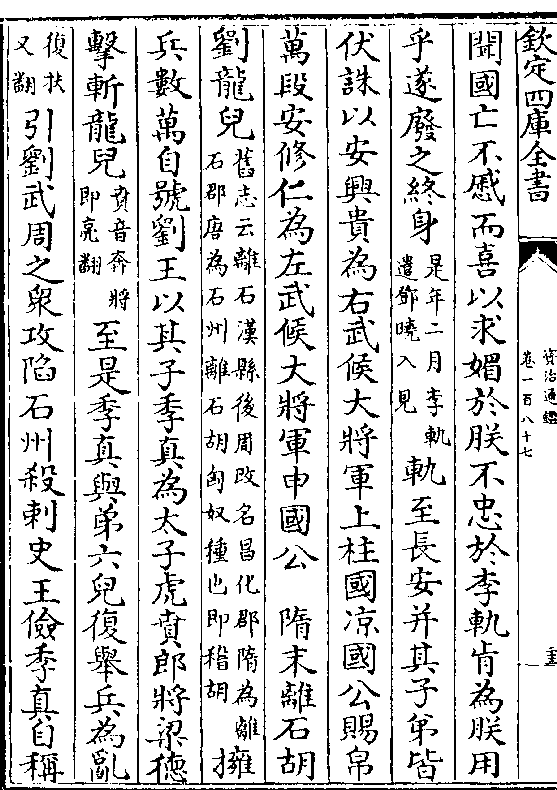 欽定四庫全書
資治通鑑
卷一百八十七
聞國亡不慼而喜以求媚於朕不忠於李軌肯為朕用
乎遂廢之終身是年二月李軌遣鄧曉入見軌至長安并其子弟皆
伏誅以安興貴為右武候大將軍上柱國凉國公賜帛
萬段安修仁為左武候大將軍申國公 隋末離石胡
劉龍兒舊志云離石漢縣後周改名昌化郡隋為離石郡唐為石州離石胡匈奴種也即稽胡擁
兵數萬自號劉王以其子季真為太子虎賁郎將梁德
擊斬龍兒賁音奔將即亮翻至是季真與弟六兒復舉兵為亂
復扶又翻引劉武周之衆攻陷石州殺刺史王儉季真自稱